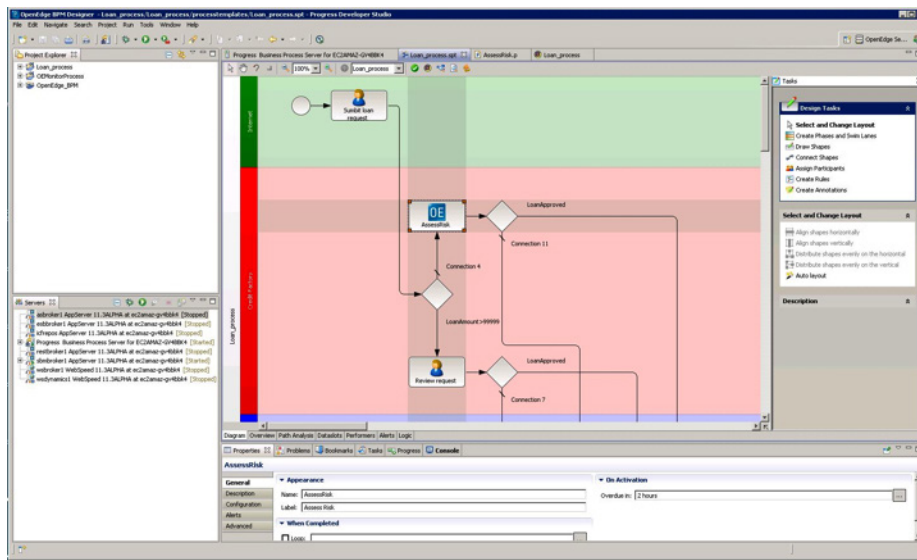 OpenEdge BPM Designer - Loan_process/Loan_process/processtemplates/Loan_process.spt - Progress Developer Studio
File Edit Navigate Search Project Run Tools Window Help
OpenEdge Se...
Project Explorer
Loan_process
OEMonitorProcess
OpenEdge_BPM
Progress Business Process Server for EC2AMAZ-GV4BBK4
Loan_process.spt
AssessRisk.p
Loan_process
100%
Loan_process
Internet
Sumbit loan
request
Loan_process
Credit Factory
OE
AssessRisk
LoanApproved
Connection 11
Connection 4
LoanAmount>99999
Review request
LoanApproved
Connection 7
Tasks
Design Tasks
Select and Change Layout
Create Phases and Swim Lanes
Draw Shapes
Connect Shapes
Assign Participants
Create Rules
Create Annotations
Select and Change Layout
Align shapes horizontally
Align shapes vertically
Distribute shapes evenly on the horizontal
Distribute shapes evenly on the vertical
Auto layout
Description
Servers
asbroker1 AppServer 11.3ALPHA at ec2amaz-gv4bbk4 [Stopped]
esbbroker1 AppServer 11.3ALPHA at ec2amaz-gv4bbk4 [Stopped]
icfrepos AppServer 11.3ALPHA at ec2amaz-gv4bbk4 [Stopped]
Progress Business Process Server for EC2AMAZ-GV4BBK4 [Started]
restbroker1 AppServer 11.3ALPHA at ec2amaz-gv4bbk4 [Stopped]
sbmbroker1 AppServer 11.3ALPHA at ec2amaz-gv4bbk4 [Started]
wsbroker1 WebSpeed 11.3ALPHA at ec2amaz-gv4bbk4 [Stopped]
wsdynamics1 WebSpeed 11.3ALPHA at ec2amaz-gv4bbk4 [Stopped]
Diagram Overview Path Analysis Dataslots Performers Alerts Logic
Properties Problems Bookmarks Tasks Progress Console
AssessRisk
General
Description
Configuration
Alerts
Advanced
Appearance
Name: AssessRisk
Label: Assess Risk
When Completed
Loop:
On Activation
Overdue in: 2 hours
...